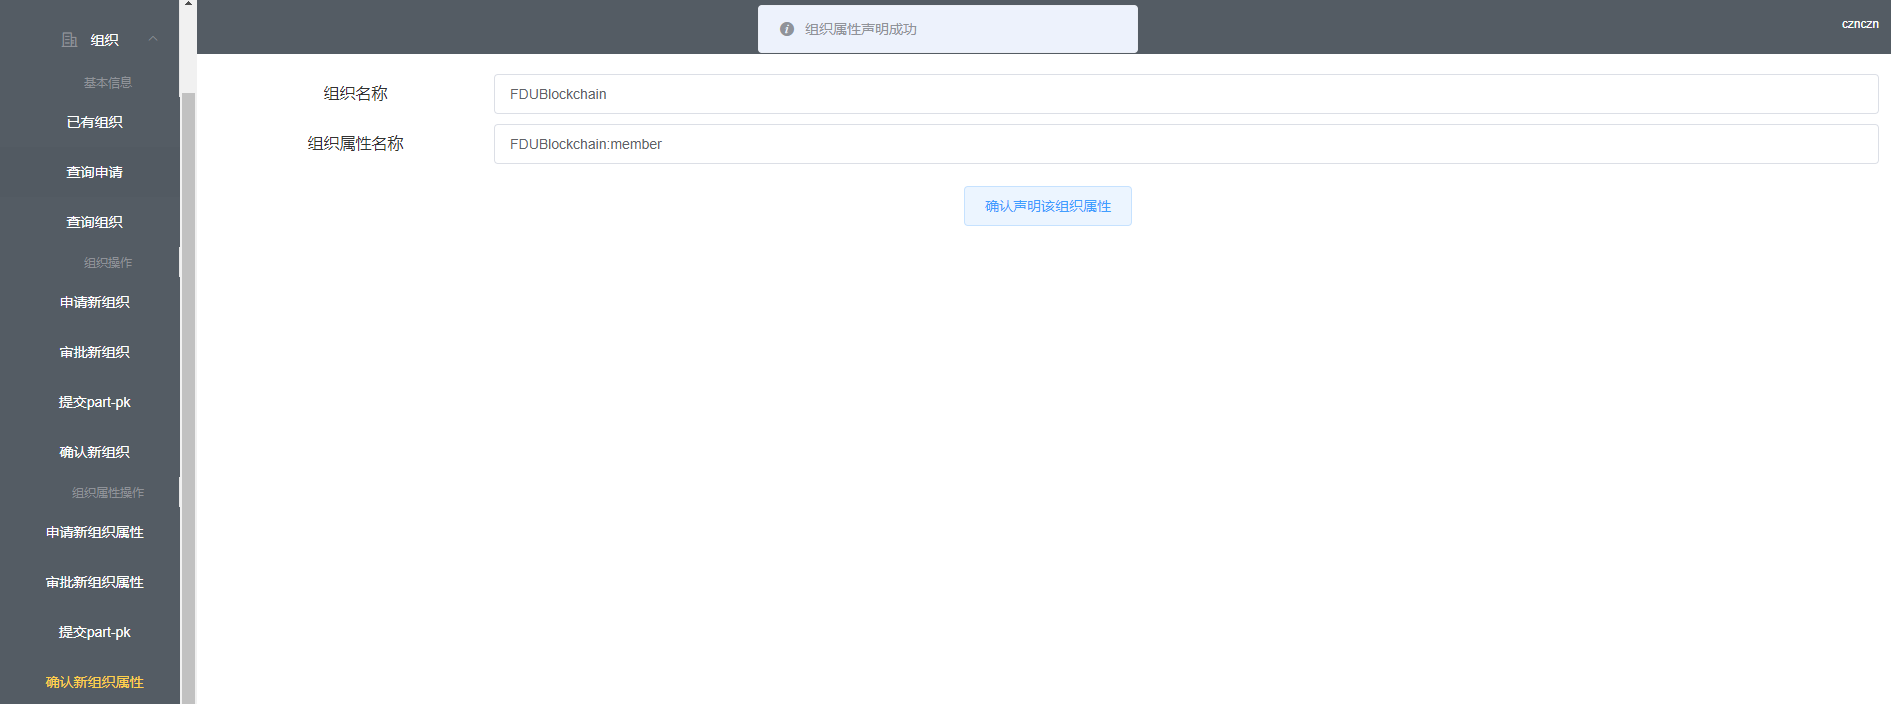 组织
基本信息
已有组织
查询申请
查询组织
组织操作
申请新组织
审批新组织
提交part-pk
确认新组织
组织属性操作
申请新组织属性
审批新组织属性
提交part-pk
确认新组织属性
组织属性声明成功
cznczn
组织名称
FDUBlockchain
组织属性名称
FDUBlockchain:member
确认声明该组织属性